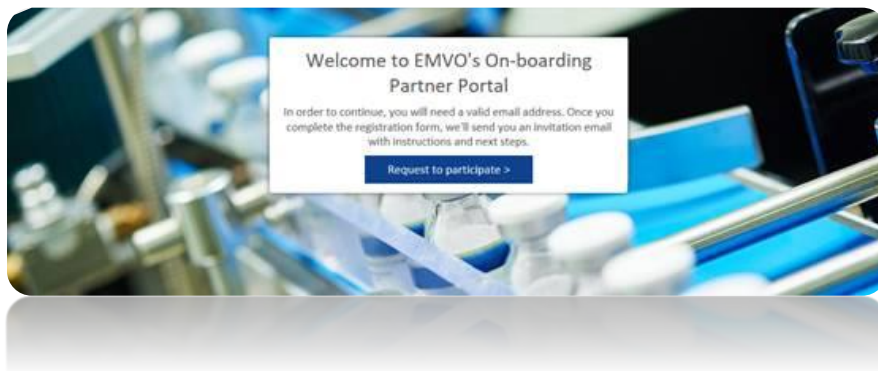 Welcome to EMVO's On-boarding
Partner Portal
In order to continue, you will need a valid email address. Once you
complete the registration form, we'll send you an invitation email
with instructions and next steps.
Request to participate >